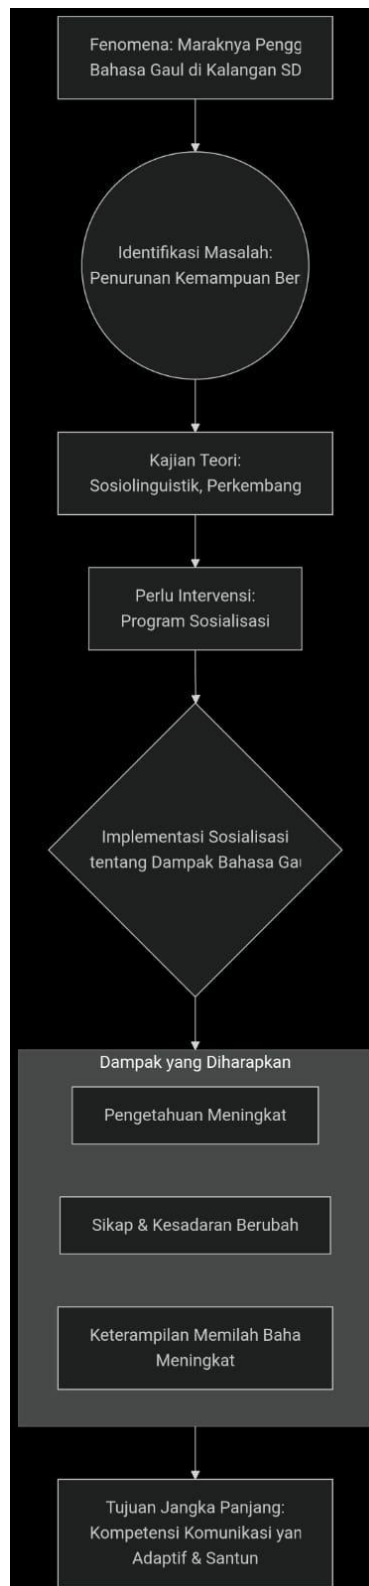 Fenomena: Maraknya Pengg
Bahasa Gaul di Kalangan SD
Identifikasi Masalah:
Penurunan Kemampuan Ber
Kajian Teori:
Sosiolinguistik, Perkembang
Perlu Intervensi:
Program Sosialisasi
Implementasi Sosialisasi
tentang Dampak Bahasa Gau
Dampak yang Diharapkan
Pengetahuan Meningkat
Sikap & Kesadaran Berubah
Keterampilan Memilah Baha
Meningkat
Tujuan Jangka Panjang:
Kompetensi Komunikasi yan
Adaptif & Santun